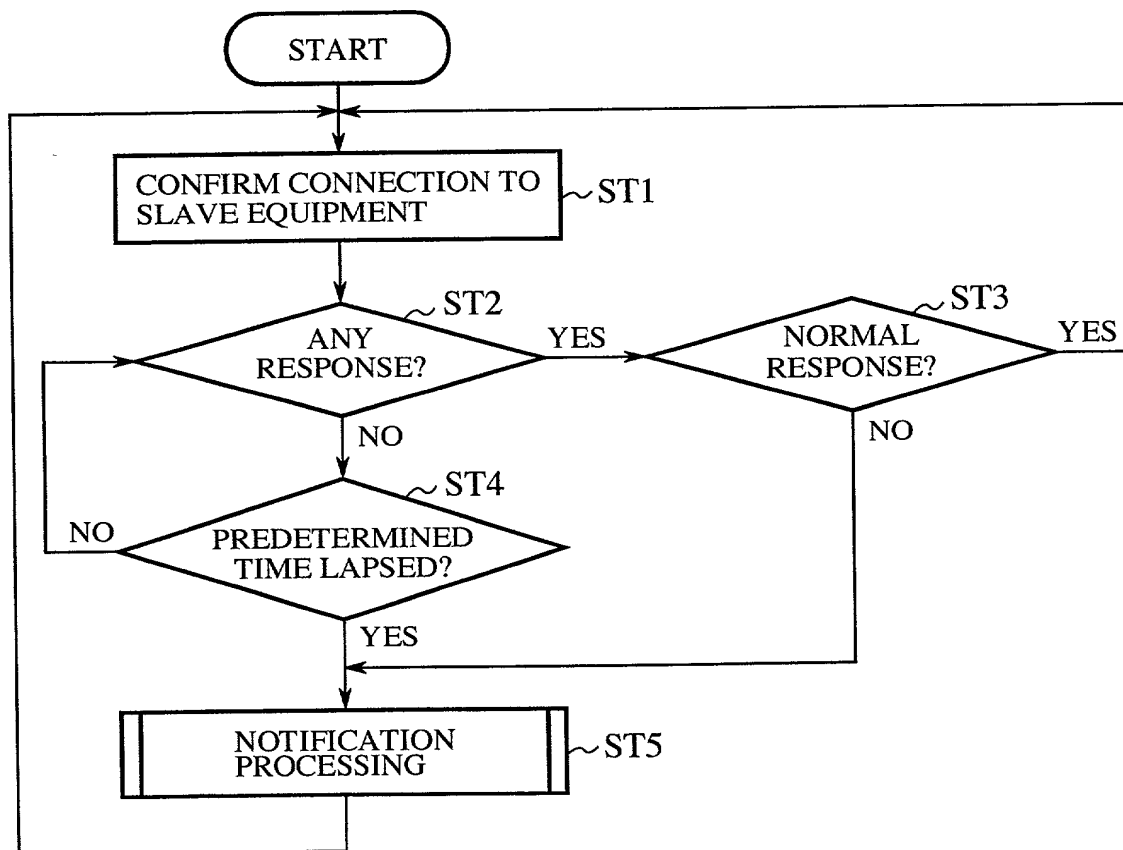 START
CONFIRM CONNECTION TO
SLAVE EQUIPMENT
ST1
ST2
ANY
RESPONSE?
YES
ST3
NORMAL
RESPONSE?
YES
NO
NO
ST4
PREDETERMINED
TIME LAPSED?
NO
YES
NOTIFICATION
PROCESSING
ST5